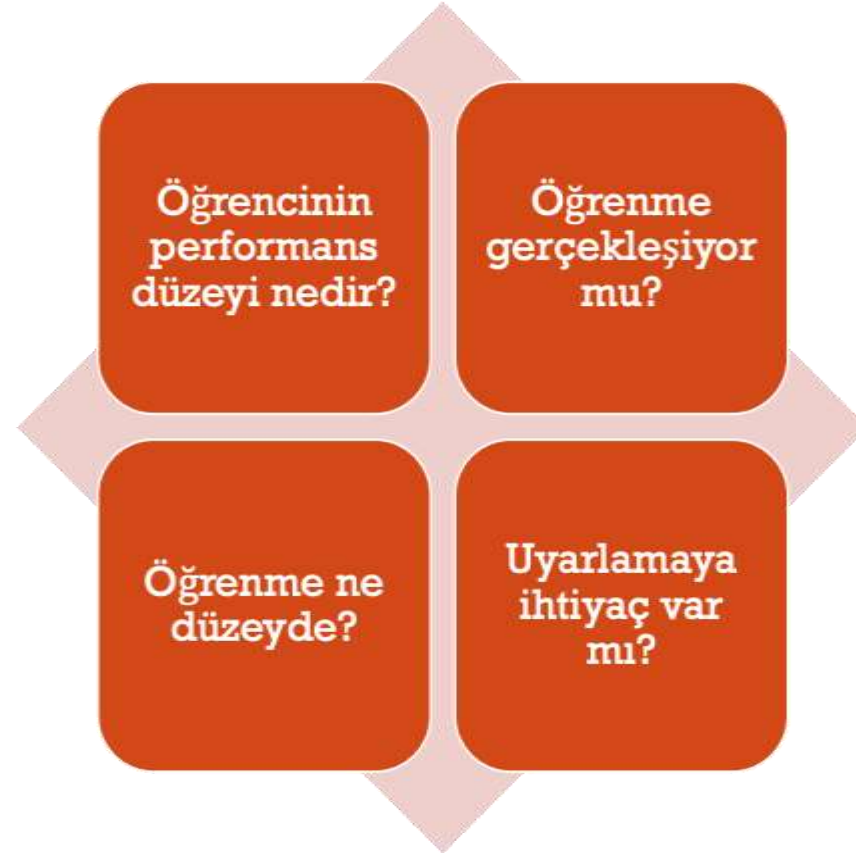 Öğrencinin
performans
düzeyi nedir?
Öğrenme
gerçekleşiyor
mu?
Öğrenme ne
düzeyde?
Uyarlamaya
ihtiyaç var
mı?